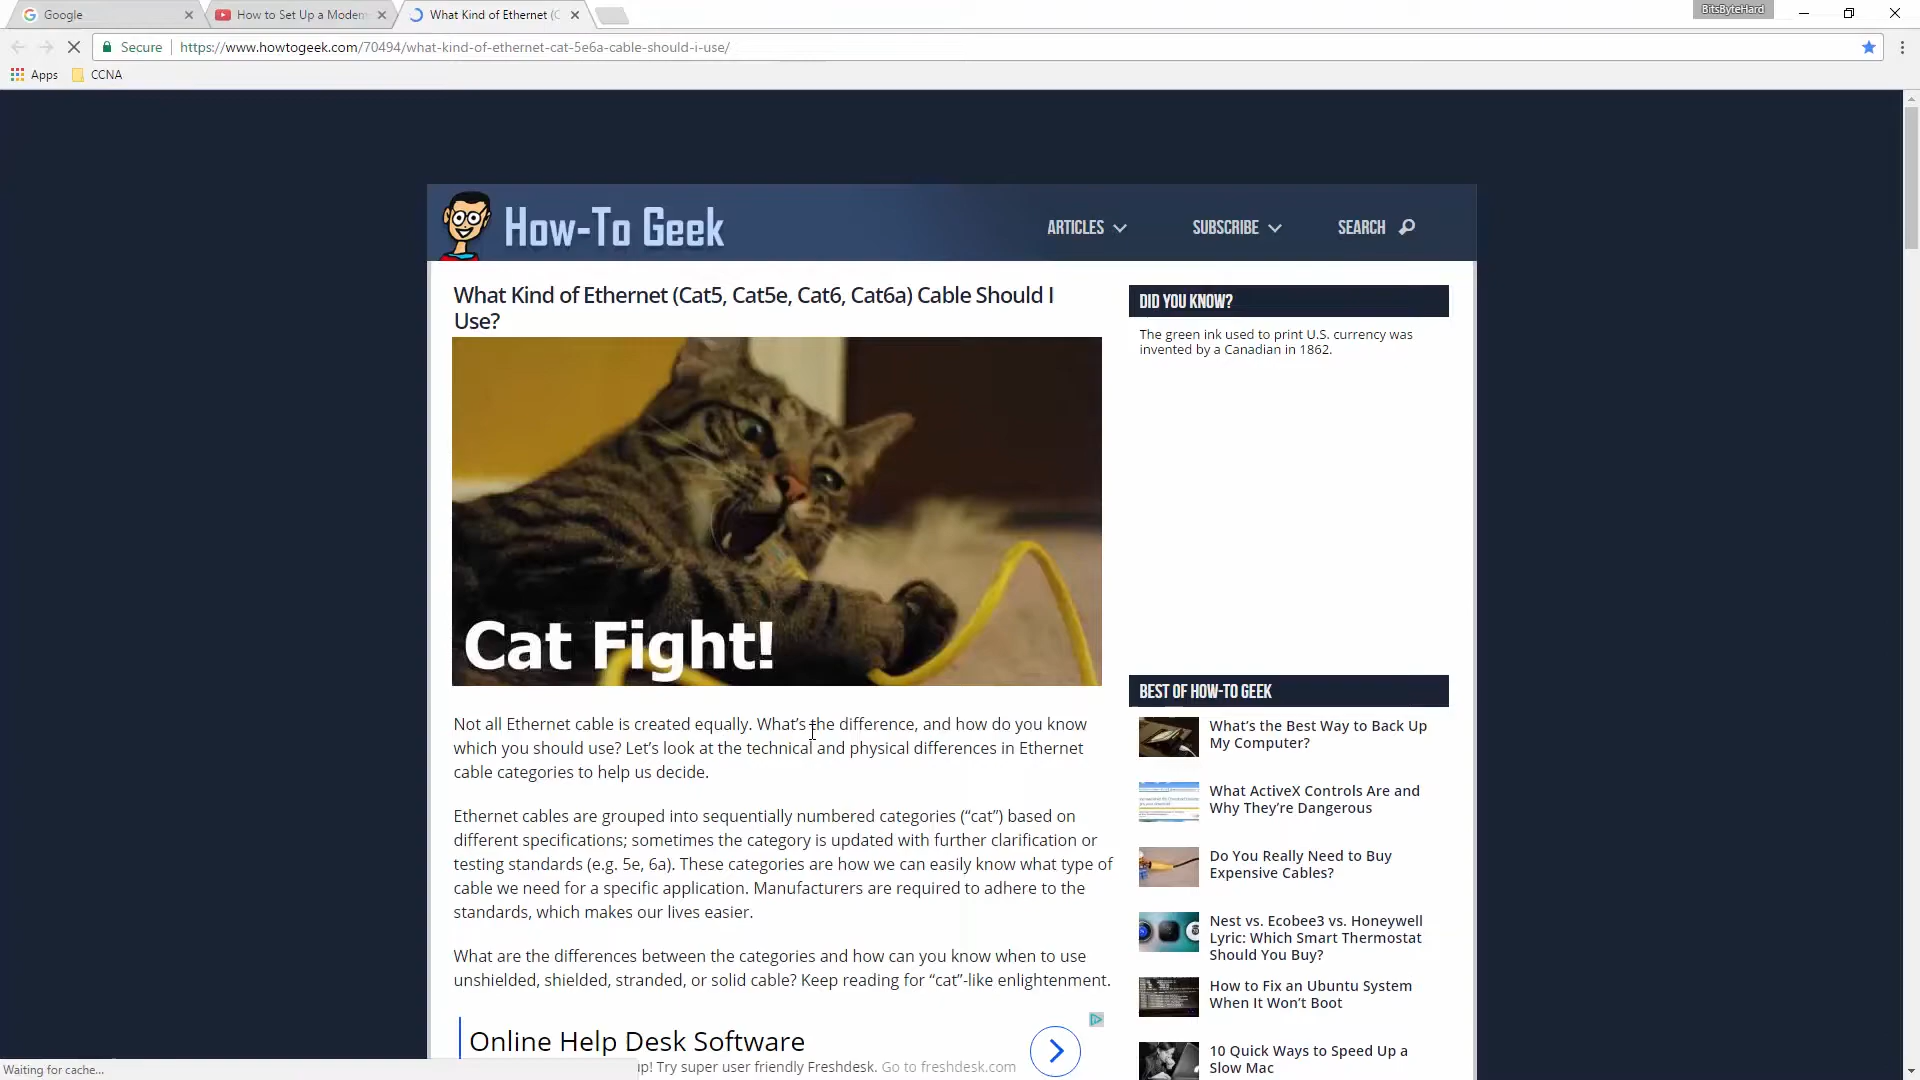 Google
How to Set Up a Modem
What Kind of Ethernet (C
BitsByteHard
Secure
https://www.howtogeek.com/70494/what-kind-of-ethernet-cat-5e6a-cable-should-i-use/
Apps
CCNA
How-To Geek
ARTICLES
SUBSCRIBE
SEARCH
What Kind of Ethernet (Cat5, Cat5e, Cat6, Cat6a) Cable Should I
Use?
Cat Fight!
Not all Ethernet cable is created equally. What’s the difference, and how do you know
which you should use? Let’s look at the technical and physical differences in Ethernet
cable categories to help us decide.
Ethernet cables are grouped into sequentially numbered categories (“cat”) based on
different specifications; sometimes the category is updated with further clarification or
testing standards (e.g. 5e, 6a). These categories are how we can easily know what type of
cable we need for a specific application. Manufacturers are required to adhere to the
standards, which makes our lives easier.
What are the differences between the categories and how can you know when to use
unshielded, shielded, stranded, or solid cable? Keep reading for “cat”-like enlightenment.
Online Help Desk Software
up! Try super user friendly Freshdesk. Go to freshdesk.com
DID YOU KNOW?
The green ink used to print U.S. currency was
invented by a Canadian in 1862.
BEST OF HOW-TO GEEK
What’s the Best Way to Back Up
My Computer?
What ActiveX Controls Are and
Why They’re Dangerous
Do You Really Need to Buy
Expensive Cables?
Nest vs. Ecobee3 vs. Honeywell
Lyric: Which Smart Thermostat
Should You Buy?
How to Fix an Ubuntu System
When It Won’t Boot
10 Quick Ways to Speed Up a
Slow Mac
Waiting for cache...